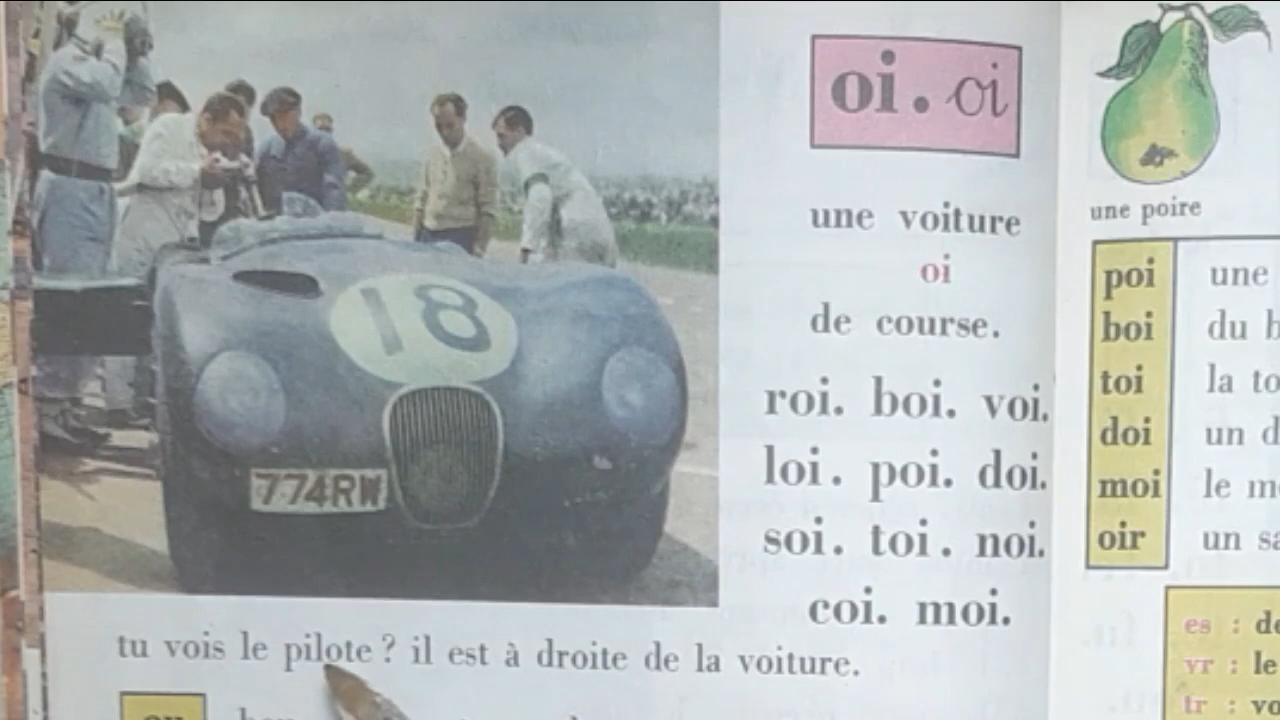 18
774RW
oi. oi
une voiture
oi
de course.
roi. boi. voi.
loi. poi. doi.
soi. toi. noi.
coi. moi.
tu vois le pilote ? il est à droite de la voiture.
une poire
poi une
boi du
toi la
doi un
moi le
oir un
es :
vr : le
tr :